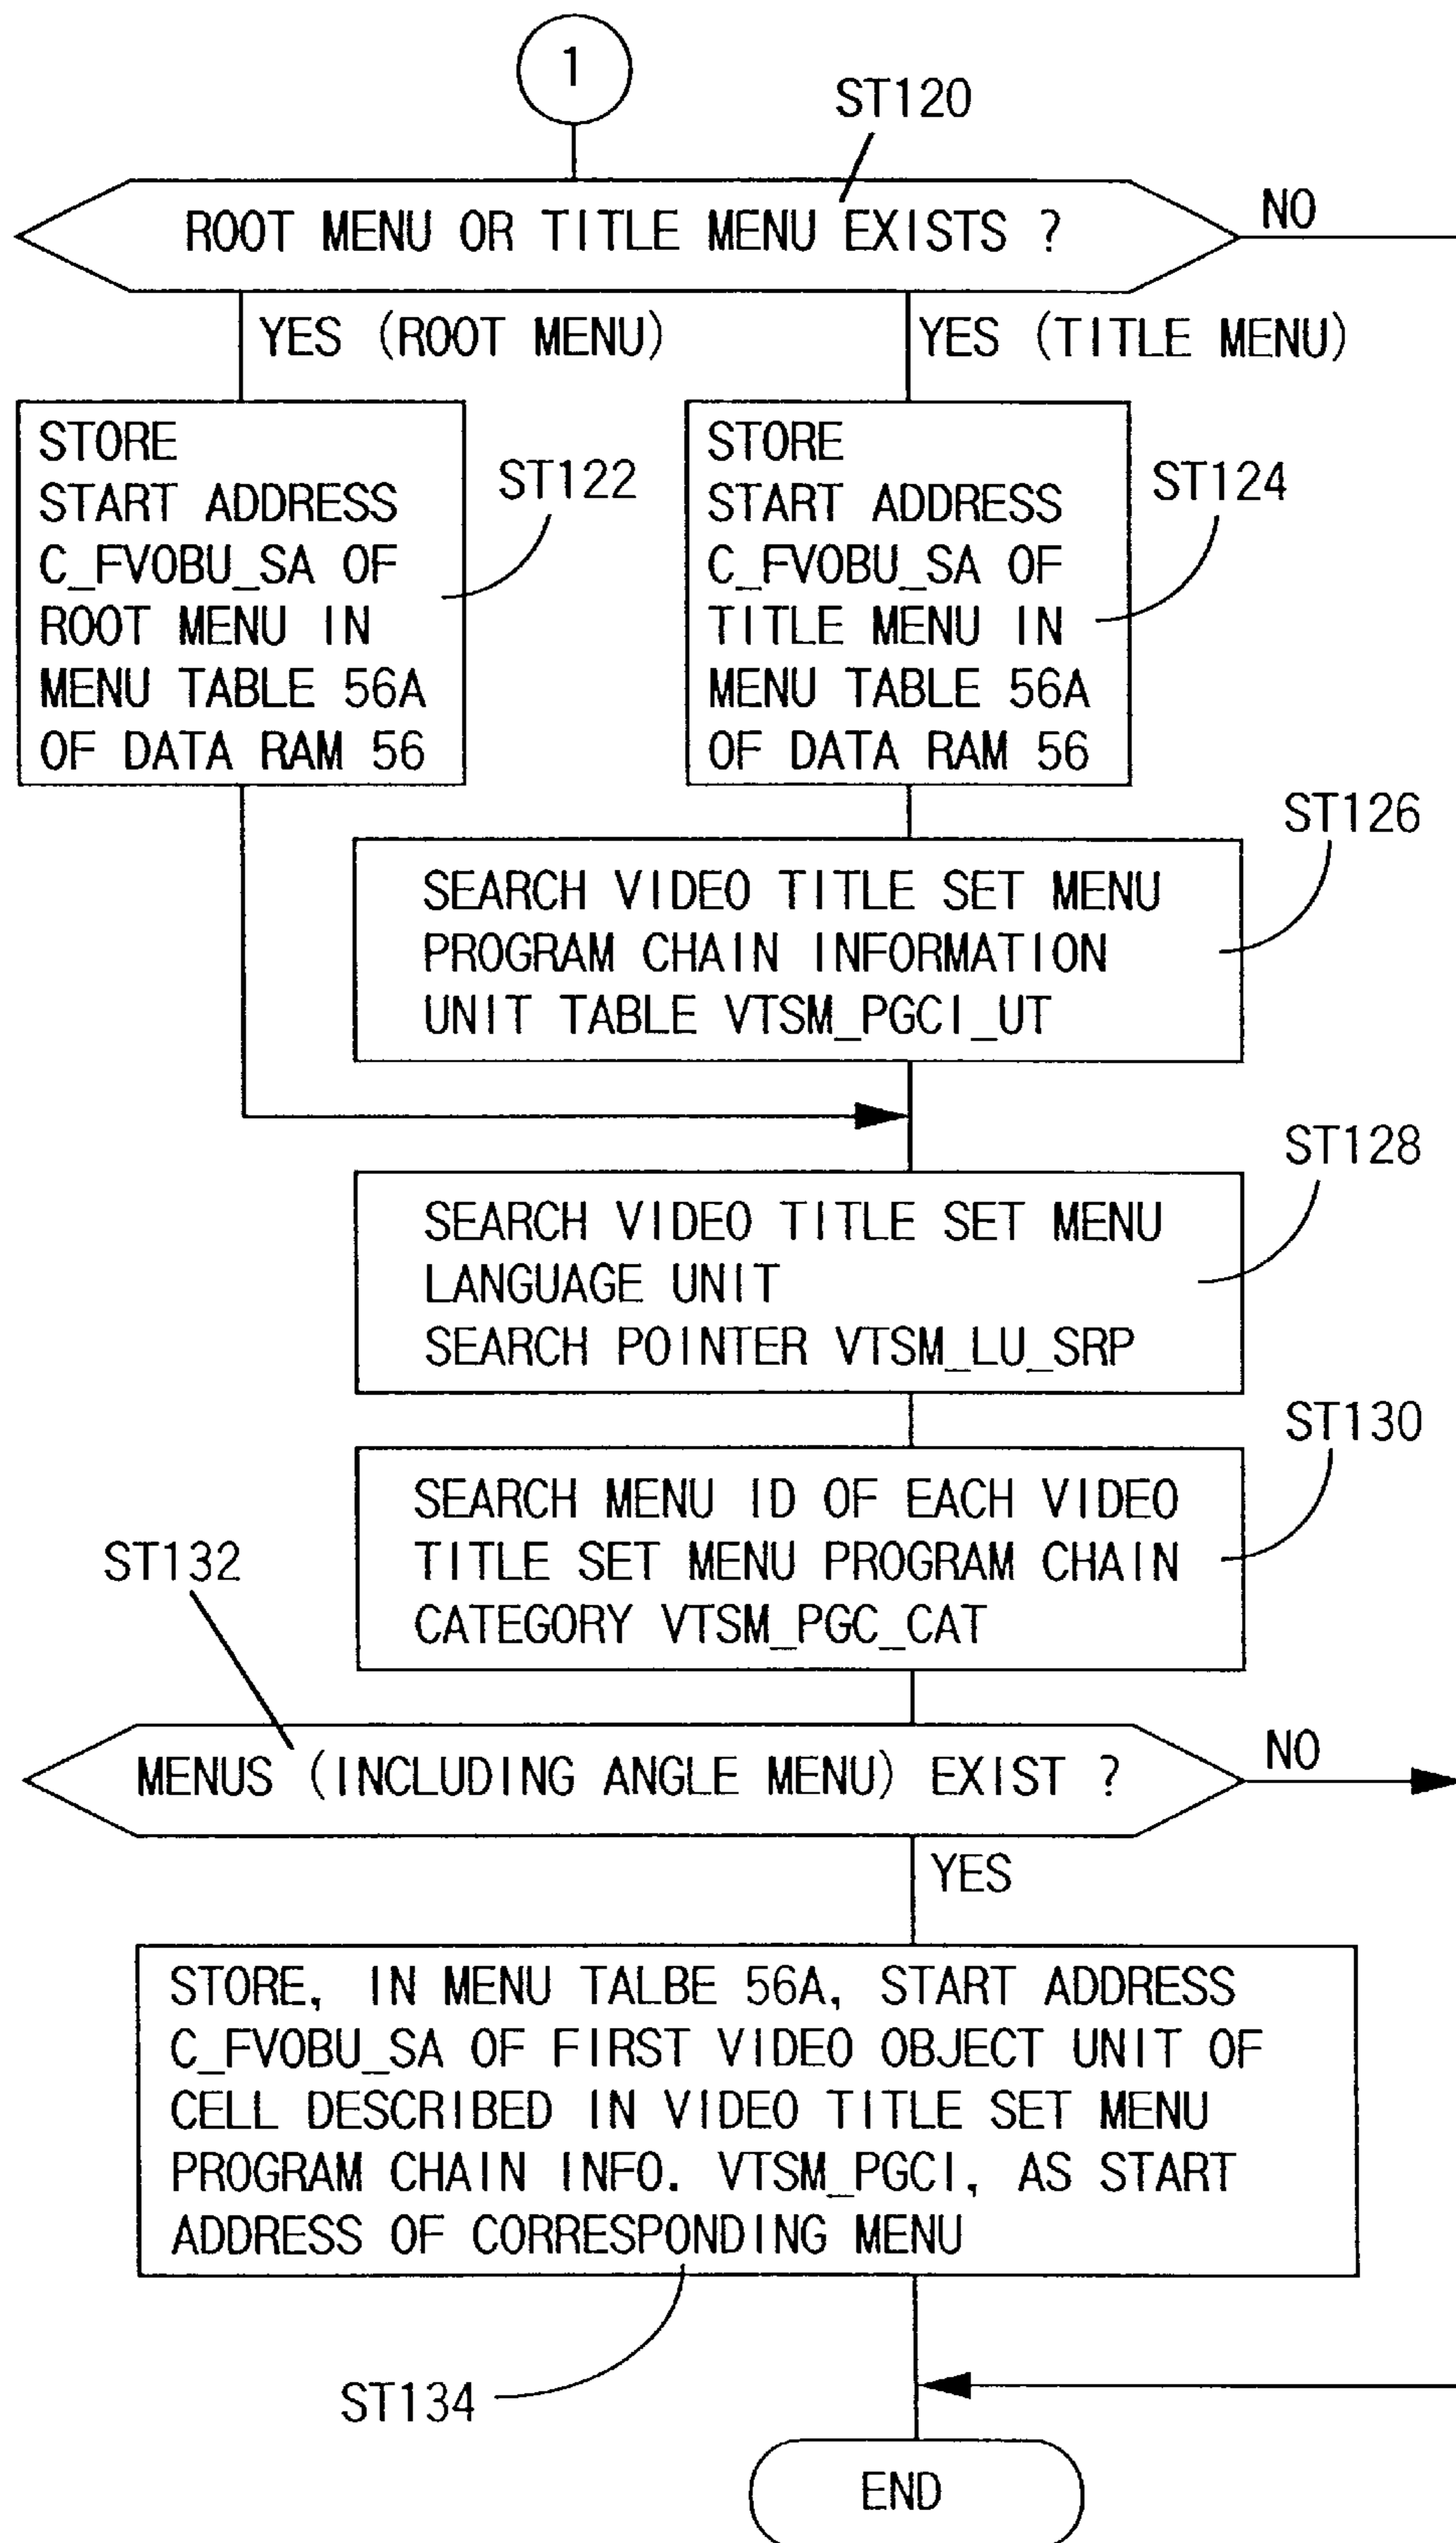 1
ST120
ROOT MENU OR TITLE MENU EXISTS ?
NO
YES (ROOT MENU)
YES (TITLE MENU)
STORE
START ADDRESS
C_FVOBU_SA OF
ROOT MENU IN
MENU TABLE 56A
OF DATA RAM 56
ST122
STORE
START ADDRESS
C_FVOBU_SA OF
TITLE MENU IN
MENU TABLE 56A
OF DATA RAM 56
ST124
ST126
SEARCH VIDEO TITLE SET MENU
PROGRAM CHAIN INFORMATION
UNIT TABLE VTSM_PGCI_UT
ST128
SEARCH VIDEO TITLE SET MENU
LANGUAGE UNIT
SEARCH POINTER VTSM_LU_SRP
ST130
SEARCH MENU ID OF EACH VIDEO
TITLE SET MENU PROGRAM CHAIN
CATEGORY VTSM_PGC_CAT
ST132
MENUS (INCLUDING ANGLE MENU) EXIST ?
NO
YES
STORE, IN MENU TALBE 56A, START ADDRESS
C_FVOBU_SA OF FIRST VIDEO OBJECT UNIT OF
CELL DESCRIBED IN VIDEO TITLE SET MENU
PROGRAM CHAIN INFO. VTSM_PGCI, AS START
ADDRESS OF CORRESPONDING MENU
ST134
END